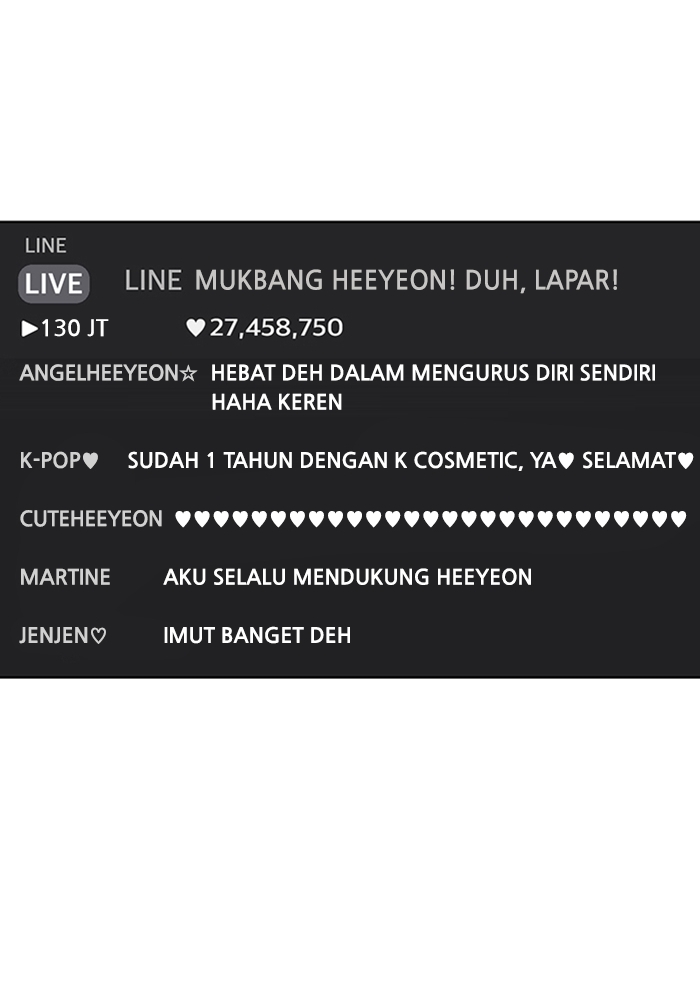 LINE
LIVE LINE MUKBANG HEEYEON! DUH, LAPAR!
▶130 JT ♥27,458,750
ANGELHEEYEON☆ HEBAT DEH DALAM MENGURUS DIRI SENDIRI
HAHA KEREN
K-POP♥ SUDAH 1 TAHUN DENGAN K COSMETIC, YA♥ SELAMAT♥
CUTEHEEYEON ♥♥♥♥♥♥♥♥♥♥♥♥♥♥♥♥♥♥♥♥♥♥♥♥♥♥♥
MARTINE AKU SELALU MENDUKUNG HEEYEON
JENJEN♡ IMUT BANGET DEH